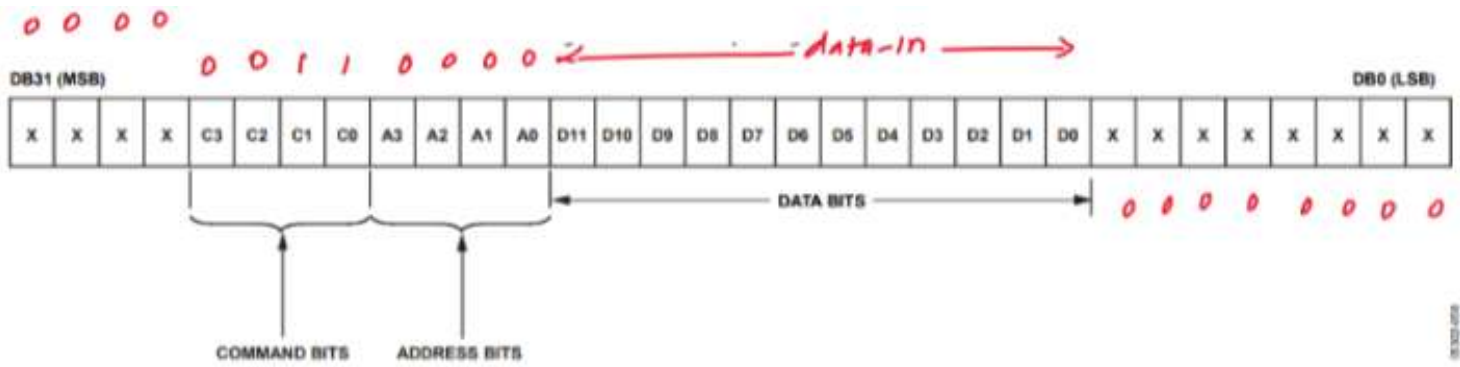 0 0 0 0
0 0 1 1 0 0 0 0 data-in
DB31 (MSB) DB0 (LSB)
X X X X C3 C2 C1 C0 A3 A2 A1 A0 D11 D10 D9 D8 D7 D6 D5 D4 D3 D2 D1 D0 X X X X X X X X
DATA BITS
0 0 0 0 0 0 0 0
COMMAND BITS ADDRESS BITS